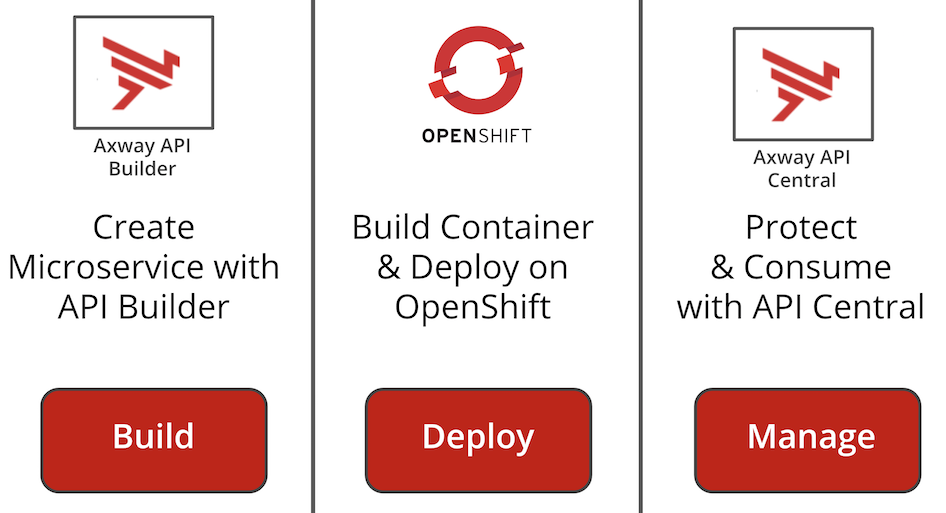 Axway API
Builder
Create
Microservice with
API Builder
Build
OPENSHIFT
Build Container
& Deploy on
OpenShift
Deploy
Axway API
Central
Protect
& Consume
with API Central
Manage